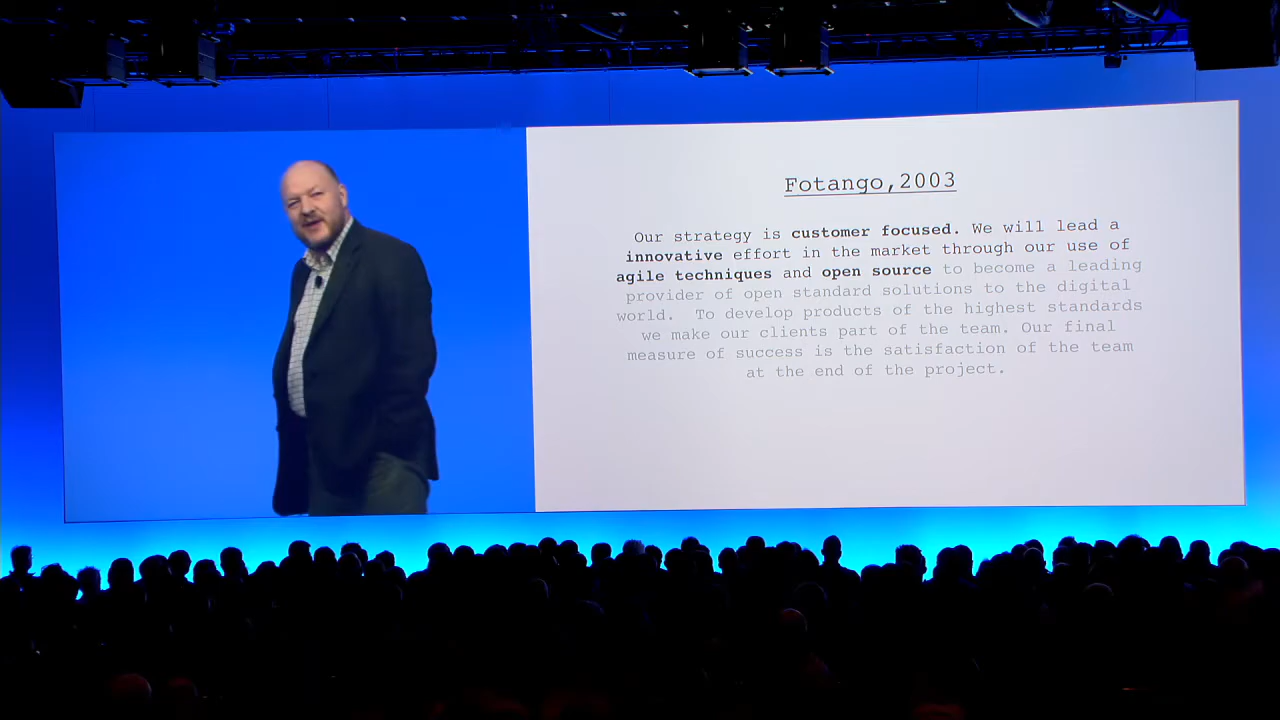 Fotango,2003
Our strategy is customer focused. We will lead a
innovative effort in the market through our use of
agile techniques and open source to become a leading
provider of open standard solutions to the digital
world.  To develop products of the highest standards
we make our clients part of the team. Our final
measure of success is the satisfaction of the team
at the end of the project.